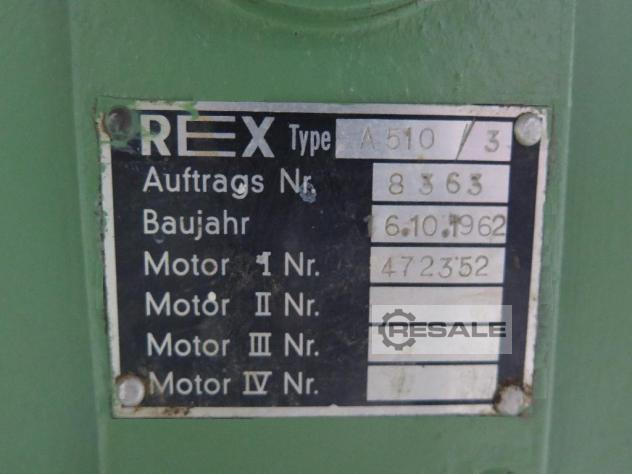 REX Type A 510 / 3
Auftrags Nr. 8363
Baujahr 16.10.1962
Motor I Nr. 472352
Motor II Nr.
Motor III Nr.
Motor IV Nr.
RESALE